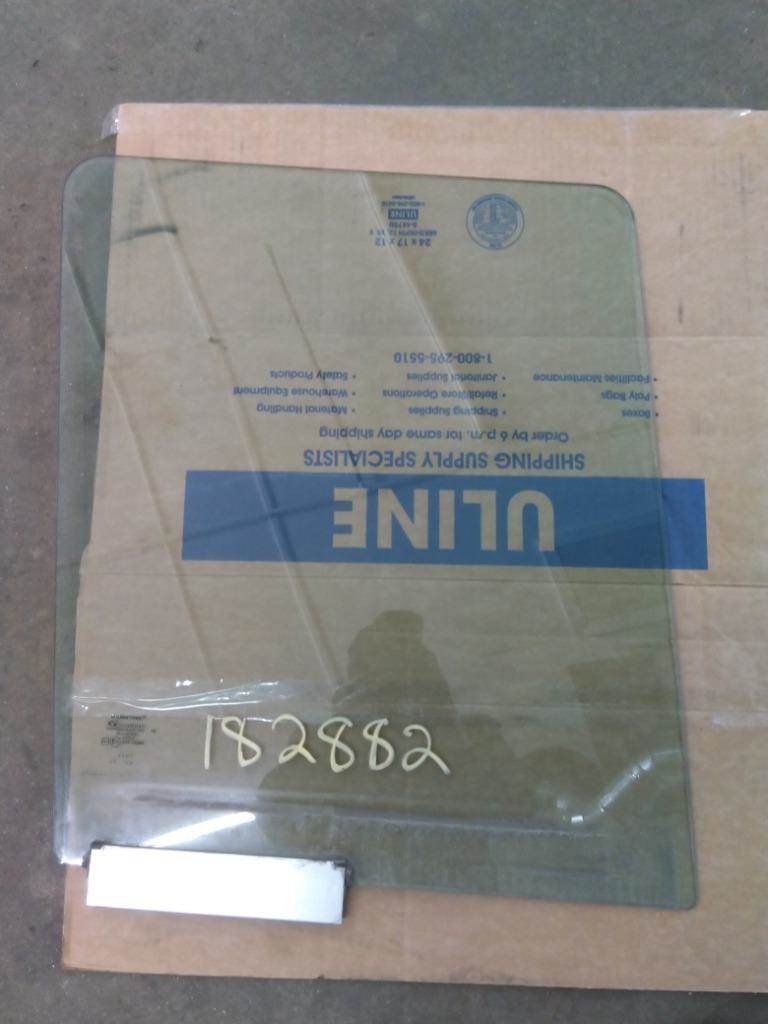 ULINE
SHIPPING SUPPLY SPECIALISTS
Order by 6 p.m. for same day shipping
• Boxes • Shipping Supplies • Material Handling
• Poly Bags • Retail/Store Operations • Warehouse Equipment
• Facilities Maintenance • Janitorial Supplies • Safety Products
1-800-295-5510
24 x 17 x 12
ULINE
182882